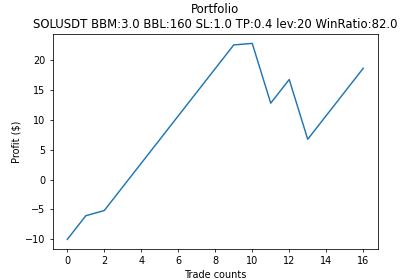 Portfolio
SOLUSDT BBM:3.0 BBL:160 SL:1.0 TP:0.4 lev:20 WinRatio:82.0
20
15
10
5
0
−5
−10
Profit ($)
0 2 4 6 8 10 12 14 16
Trade counts